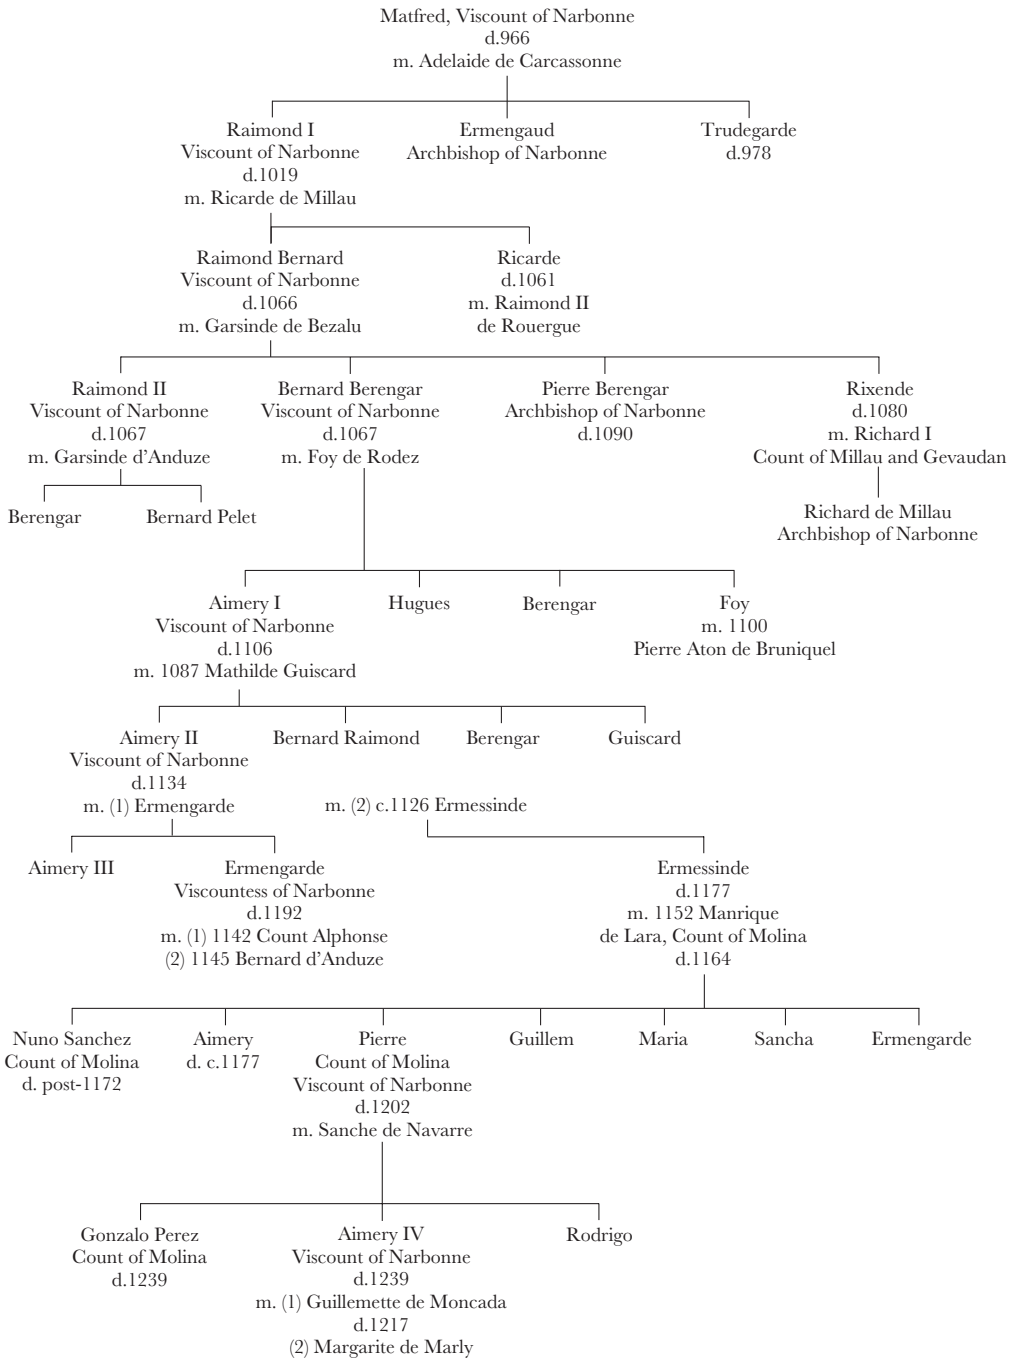 Matfred, Viscount of Narbonne
d.966
m. Adelaide de Carcassonne
Raimond I
Viscount of Narbonne
d.1019
m. Ricarde de Millau
Ermengaud
Archbishop of Narbonne
Trudegarde
d.978
Raimond Bernard
Viscount of Narbonne
d.1066
m. Garsinde de Bezalu
Ricarde
d.1061
m. Raimond II
de Rouergue
Raimond II
Viscount of Narbonne
d.1067
m. Garsinde d'Anduze
Bernard Berengar
Viscount of Narbonne
d.1067
m. Foy de Rodez
Pierre Berengar
Archbishop of Narbonne
d.1090
Rixende
d.1080
m. Richard I
Count of Millau and Gevaudan
Berengar
Bernard Pelet
Richard de Millau
Archbishop of Narbonne
Aimery I
Viscount of Narbonne
d.1106
m. 1087 Mathilde Guiscard
Hugues
Berengar
Foy
m. 1100
Pierre Aton de Bruniquel
Aimery II
Viscount of Narbonne
d.1134
m. (1) Ermengarde
Bernard Raimond
Berengar
Guiscard
m. (2) c.1126 Ermessinde
Aimery III
Ermengarde
Viscountess of Narbonne
d.1192
m. (1) 1142 Count Alphonse
(2) 1145 Bernard d'Anduze
Ermessinde
d.1177
m. 1152 Manrique
de Lara, Count of Molina
d.1164
Nuno Sanchez
Count of Molina
d. post-1172
Aimery
d. c.1177
Pierre
Count of Molina
Viscount of Narbonne
d.1202
m. Sanche de Navarre
Guillem
Maria
Sancha
Ermengarde
Gonzalo Perez
Count of Molina
d.1239
Aimery IV
Viscount of Narbonne
d.1239
m. (1) Guillemette de Moncada
d.1217
(2) Margarite de Marly
Rodrigo